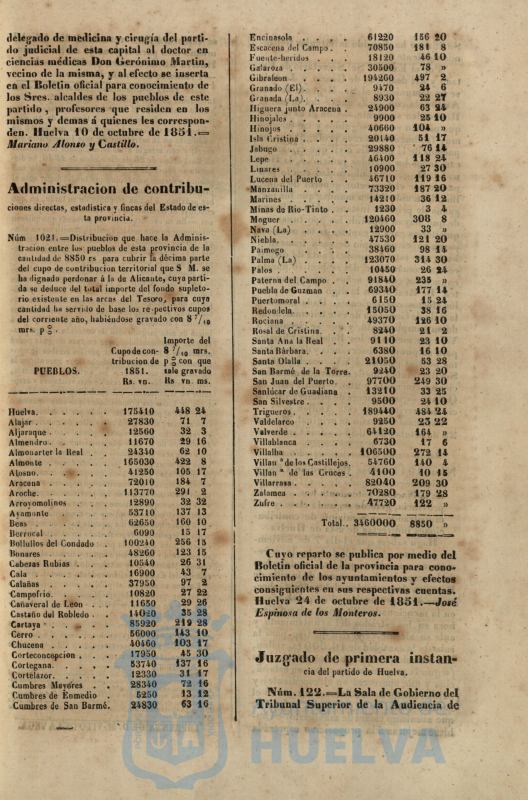 delegado de medicina y cirugía del parti-
do judicial de esta capital al doctor en
ciencias médicas Don Gerónimo Martin,
vecino de la misma, y al efecto se inserta
en el Boletin oficial para conocimiento de
los Sres. alcaldes de los pueblos de este
partido, profesores que residen en los
mismos y demas á quienes les correspon-
den. Huelva 10 de octubre de 1851.=
Mariano Alonso y Castillo.
Administracion de contribu-
ciones directas, estadistica y fincas del Estado de es-
ta provincia.
Núm 1021.=Distribucion que hace la Adminis-
tracion entre los pueblos de esta provincia de la
cantidad de 8850 rs para cubrir la décima parte
del cupo de contribucion territorial que S M. se
ha dignado perdonar á la de Alicante, cuya parti-
da se deduce del total importe del fondo supleto-
rio existente en las arcas del Tesoro, para cuya
cantidad ha servido de base los respectivos cupos
del corriente año, habiéndose gravado con 8 7/10
mrs. p%.
PUEBLOS. Cupo de con-tribucion de 1851. Rs. vn. Importe del 8 7/10 mrs. p% con que sale gravado Rs vn. ms.
Huelva. 175410 448 24
Alajar 27830 71 7
Aljaraque 12560 32 3
Almendro 11670 29 16
Almonaster la Real 24330 62 10
Almonte 165030 422 8
Alosno 41250 105 17
Aracena 72010 184 7
Aroche. 113770 291 2
Arroyomolinos 12890 32 32
Ayamonte 53710 137 13
Beas 62650 160 10
Berrocal 6090 15 17
Bollullos del Condado 100240 256 15
Bonares 48260 123 15
Cabezas Rubias 10540 26 31
Cala 16900 43 7
Calañas 37950 97 2
Campofrio. 10820 27 22
Cañaveral de Leon 11650 29 26
Castaño del Robledo 14020 35 28
Cartaya 85920 219 28
Cerro 56000 143 10
Chucena 40460 103 17
Corteconcepcion 17950 45 30
Cortegana. 53740 137 16
Cortelazor. 12330 31 17
Cumbres Mayores 28340 72 16
Cumbres de Enmedio 5250 13 12
Cumbres de San Barmé. 24830 63 16
Encinasola 61220 156 20
Escacena del Campo. 70850 181 8
Fuente-heridos 18120 46 10
Galaroza 30500 78 »
Gibraleon 194260 497 2
Granado (El). 9470 24 6
Granada (La). 8930 22 27
Higuera junto Aracena 24900 63 24
Hinojales 9900 25 10
Hinojos 40660 104 »
Isla Cristina 20140 51 17
Jabugo 29880 76 14
Lepe 46400 118 24
Linares 10900 27 30
Lucena del Puerto 46710 119 16
Manzanilla 73320 187 20
Marines 14210 36 12
Minas de Rio-Tinto 1230 3 4
Moguer 120460 308 8
Nava (La) 12900 33 »
Niebla. 47530 121 20
Paimogo 38460 98 14
Palma (La) 123070 314 30
Palos 10450 26 24
Paterna del Campo 91840 235 »
Puebla de Guzman 69340 177 14
Puertomoral 6150 15 24
Redondela. 15050 38 16
Rociana 49370 126 10
Rosal de Cristina. 8240 21 2
Santa Ana la Real 9110 23 10
Santa Bárbara. 6380 16 10
Santa Olalla 21050 53 28
San Barmé de la Torre. 9240 23 20
San Juan del Puerto. 97700 249 30
Sanlúcar de Guadiana 13210 33 25
San Silvestre. 9500 24 10
Trigueros. 189440 484 24
Valdelarco 9250 23 22
Valverde 64120 164 »
Villablanca 6730 17 6
Villalba 106500 272 14
Villanª de los Castillejos. 54760 140 4
Villanª de las Cruces 4100 10 15
Villarrasa. 82040 209 30
Zalamea 70280 179 28
Zufre 47720 122 »
Total.. 3460000 8850 »
Cuyo reparto se publica por medio del
Boletin oficial de la provincia para cono-
cimiento de los ayuntamientos y efectos
consiguientes en sus respectivas cuentas.
Huelva 24 de octubre de 1851.—José
Espinosa de los Monteros.
Juzgado de primera instan-
cia del partido de Huelva.
Núm. 122.=La Sala de Gobierno del
Tribunal Superior de la Audiencia de
HUELVA